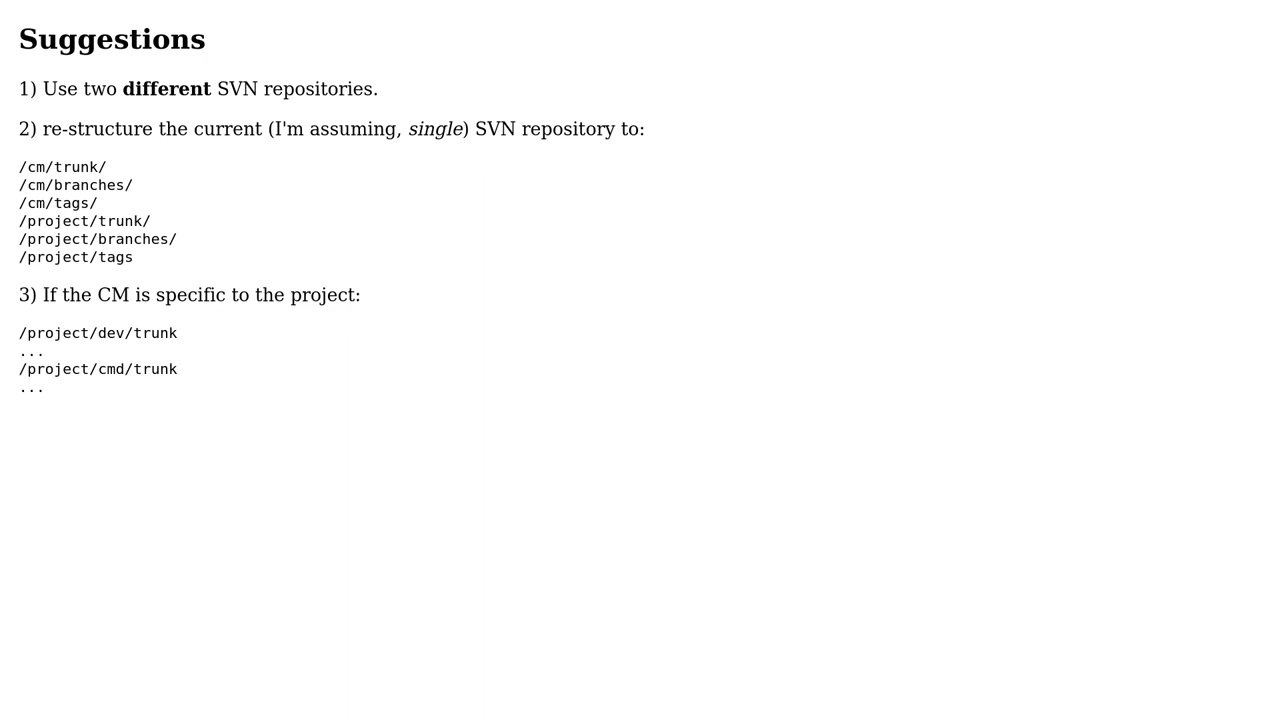 Suggestions
1) Use two different SVN repositories.
2) re-structure the current (I'm assuming, single) SVN repository to:
/cm/trunk/
/cm/branches/
/cm/tags/
/project/trunk/
/project/branches/
/project/tags
3) If the CM is specific to the project:
/project/dev/trunk
...
/project/cmd/trunk
...